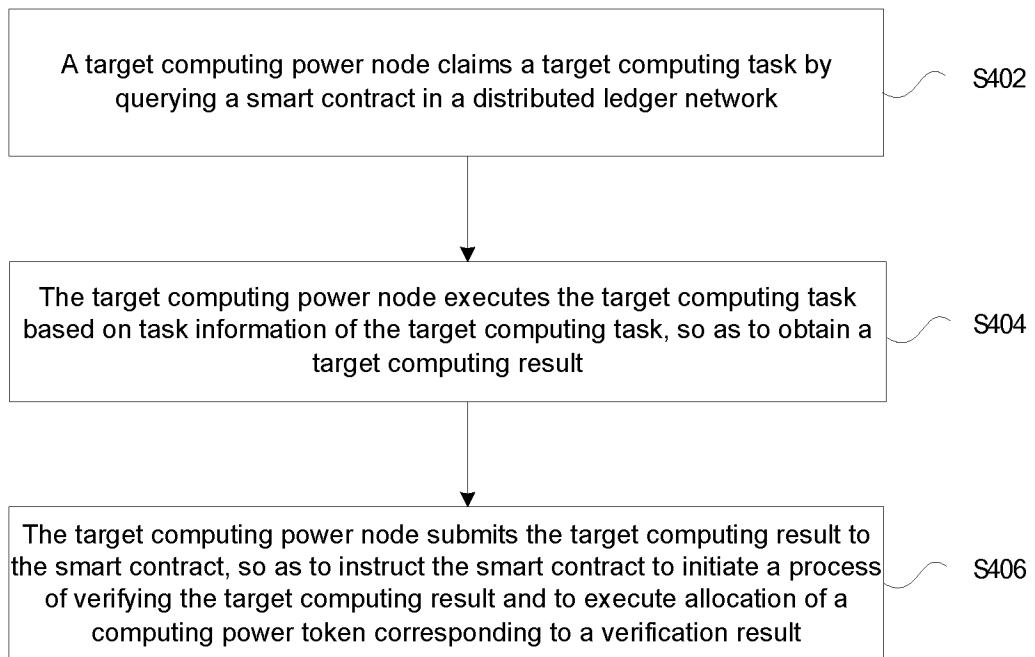 A target computing power node claims a target computing task by
querying a smart contract in a distributed ledger network
S402
The target computing power node executes the target computing task
based on task information of the target computing task, so as to obtain a
target computing result
S404
The target computing power node submits the target computing result to
the smart contract, so as to instruct the smart contract to initiate a process
of verifying the target computing result and to execute allocation of a
computing power token corresponding to a verification result
S406